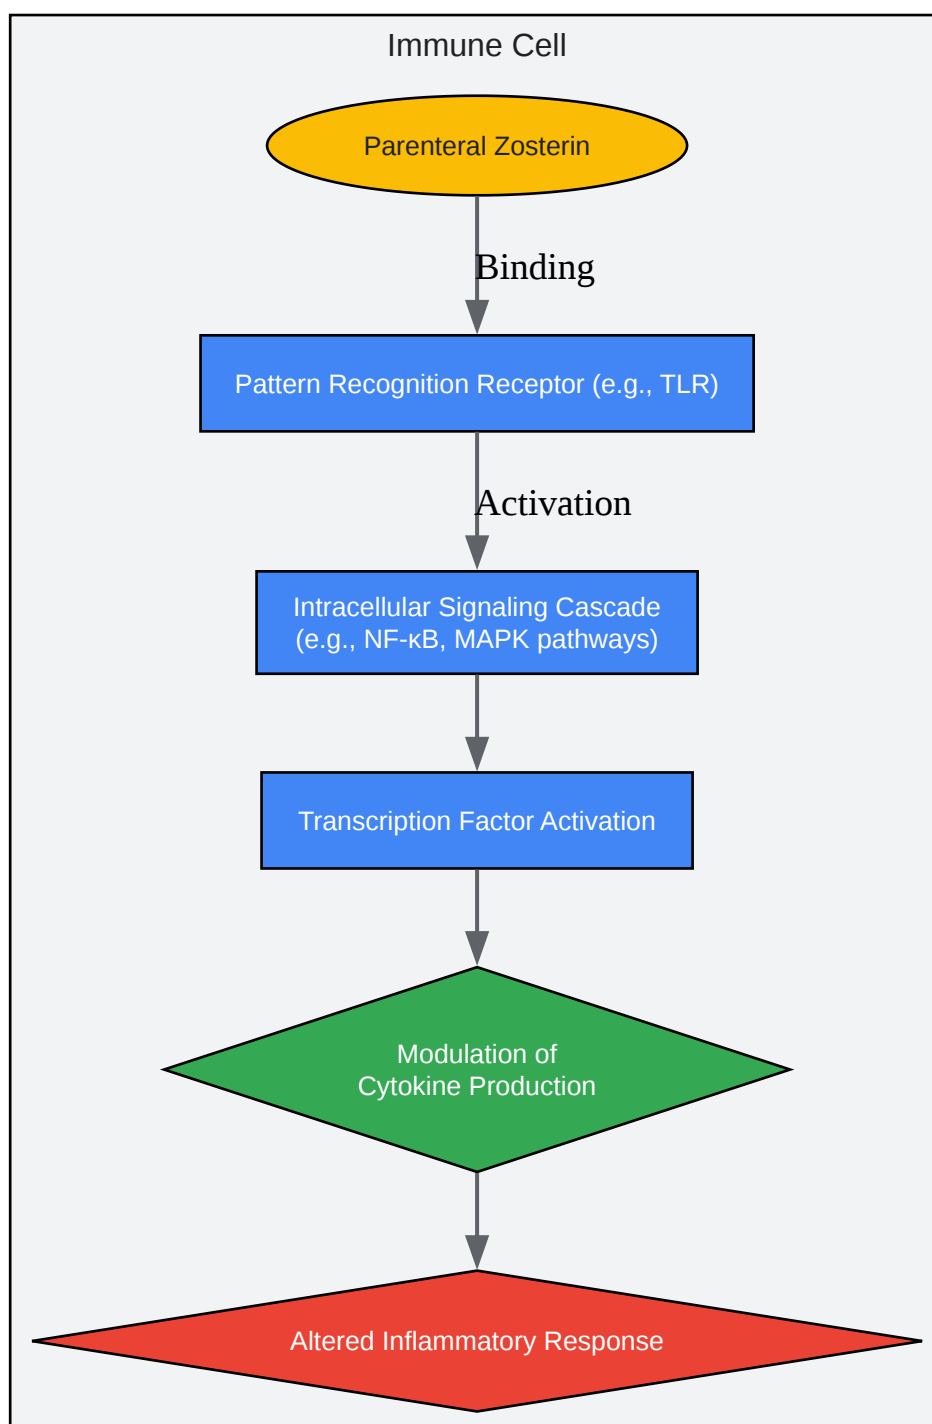 Immune Cell
Parenteral Zosterin
Binding
Pattern Recognition Receptor (e.g., TLR)
Activation
Intracellular Signaling Cascade
(e.g., NF-κB, MAPK pathways)
Transcription Factor Activation
Modulation of
Cytokine Production
Altered Inflammatory Response